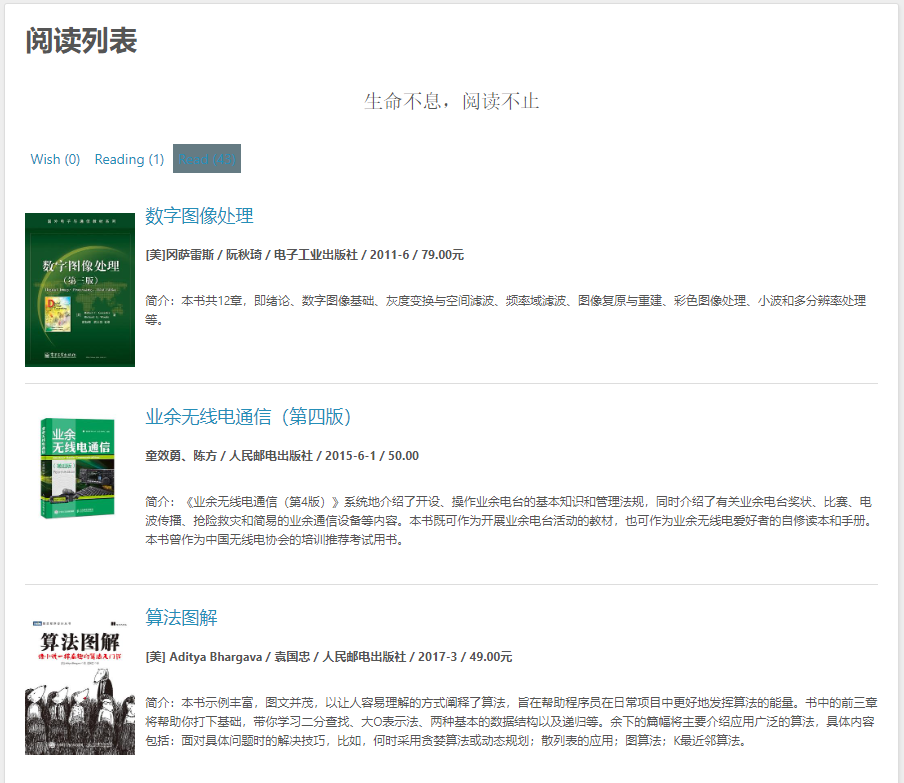 阅读列表
生命不息，阅读不止
Wish (0) Reading (1)
数字图像处理
[美]冈萨雷斯 / 阮秋琦 / 电子工业出版社 / 2011-6 / 79.00元
简介：本书共12章，即绪论、数字图像基础、灰度变换与空间滤波、频率域滤波、图像复原与重建、彩色图像处理、小波和多分辨率处理
等。
数字图像处理
（第三版）
业余无线电通信（第四版）
童效勇、陈方 / 人民邮电出版社 / 2015-6-1 / 50.00
简介：《业余无线电通信（第4版）》系统地介绍了开设、操作业余电台的基本知识和管理法规，同时介绍了有关业余电台奖状、比赛、电
波传播、抢险救灾和简易的业余通信设备等内容。本书既可作为开展业余电台活动的教材，也可作为业余无线电爱好者的自修读本和手册。
本书曾作为中国无线电协会的培训推荐考试用书。
业余
无线电通信
算法图解
[美] Aditya Bhargava / 袁国忠 / 人民邮电出版社 / 2017-3 / 49.00元
简介：本书示例丰富，图文并茂，以让人容易理解的方式阐释了算法，旨在帮助程序员在日常项目中更好地发挥算法的能量。书中的前三章
将帮助你打下基础，带你学习二分查找、大O表示法、两种基本的数据结构以及递归等。余下的篇幅将主要介绍应用广泛的算法，具体内容
包括：面对具体问题时的解决技巧，比如，何时采用贪婪算法或动态规划；散列表的应用；图算法；K最近邻算法。
算法图解
像小说一样有趣的算法入门书